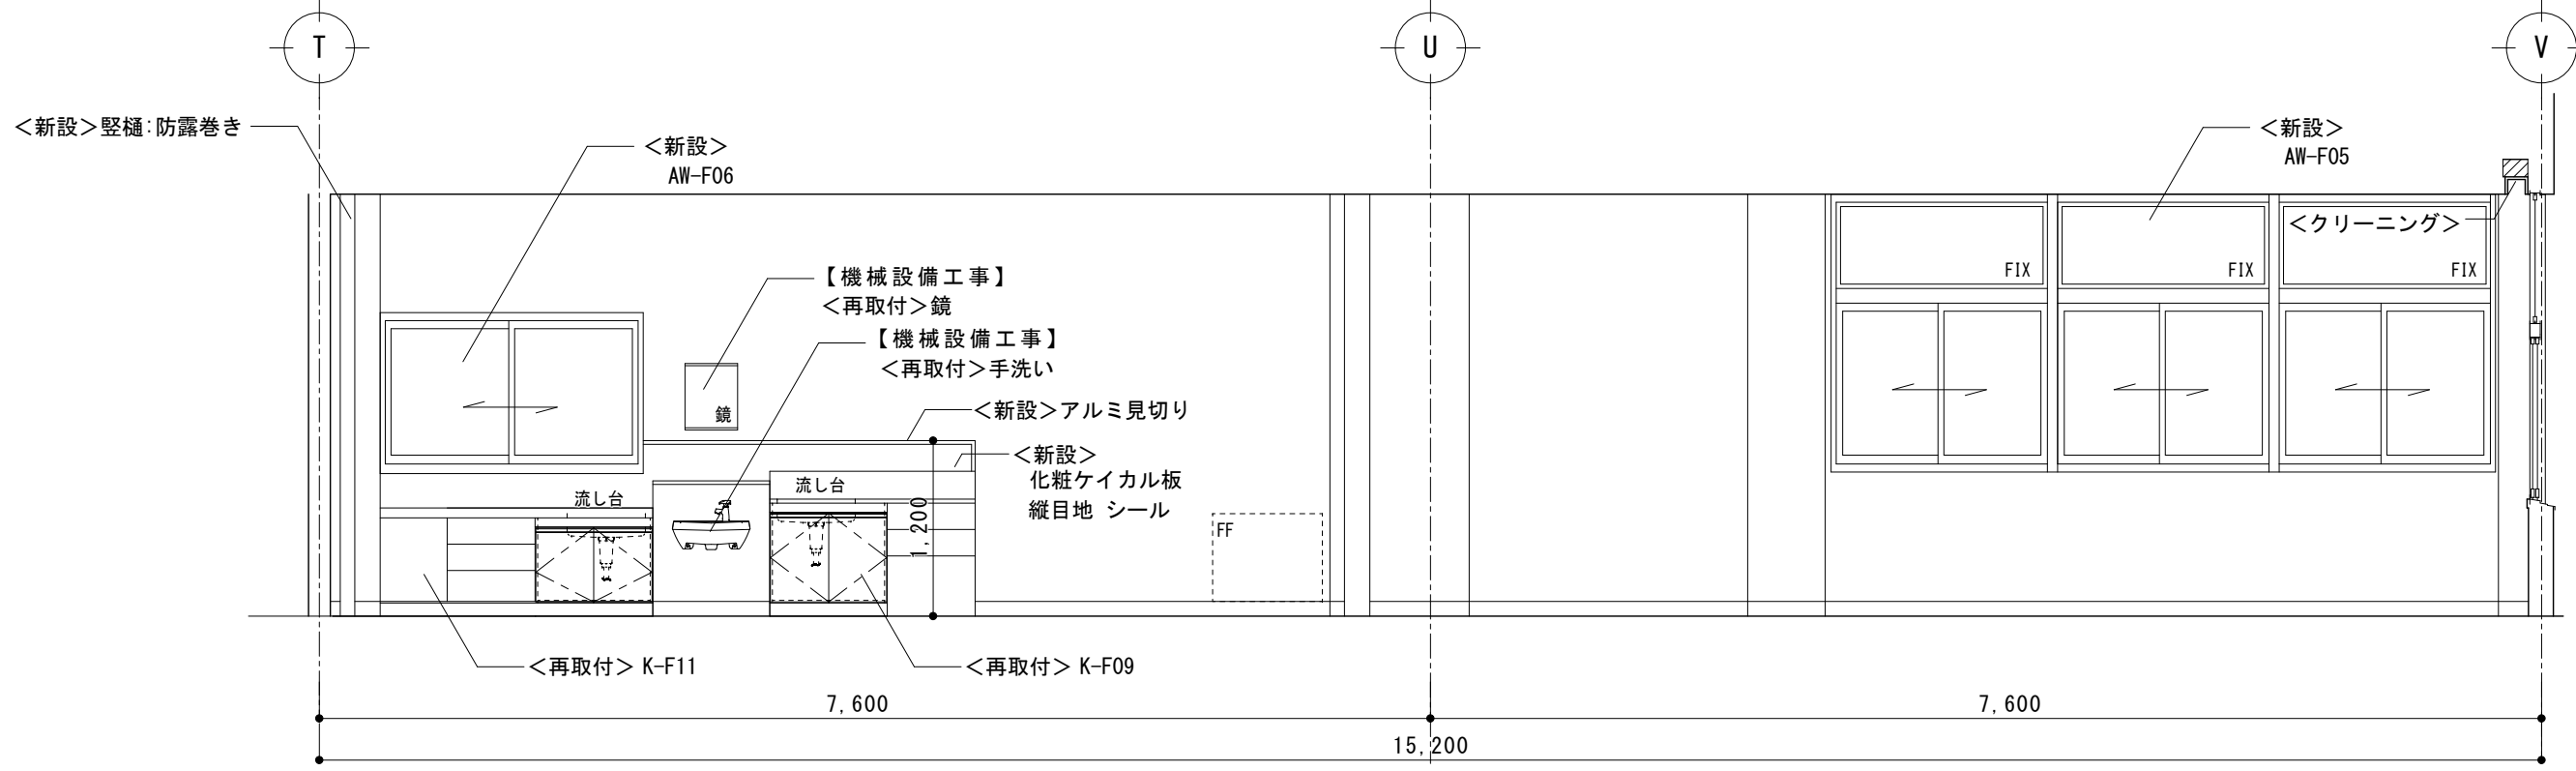 T
U
V
＜新設＞竪樋:防露巻き
＜新設＞
AW-F06
＜新設＞
AW-F05
＜クリーニング＞
FIX
FIX
FIX
【機械設備工事】
＜再取付＞鏡
【機械設備工事】
＜再取付＞手洗い
鏡
＜新設＞アルミ見切り
＜新設＞
化粧ケイカル板
縦目地 シール
流し台
流し台
1,200
FF
＜再取付＞ K-F11
＜再取付＞ K-F09
7,600
7,600
15,200